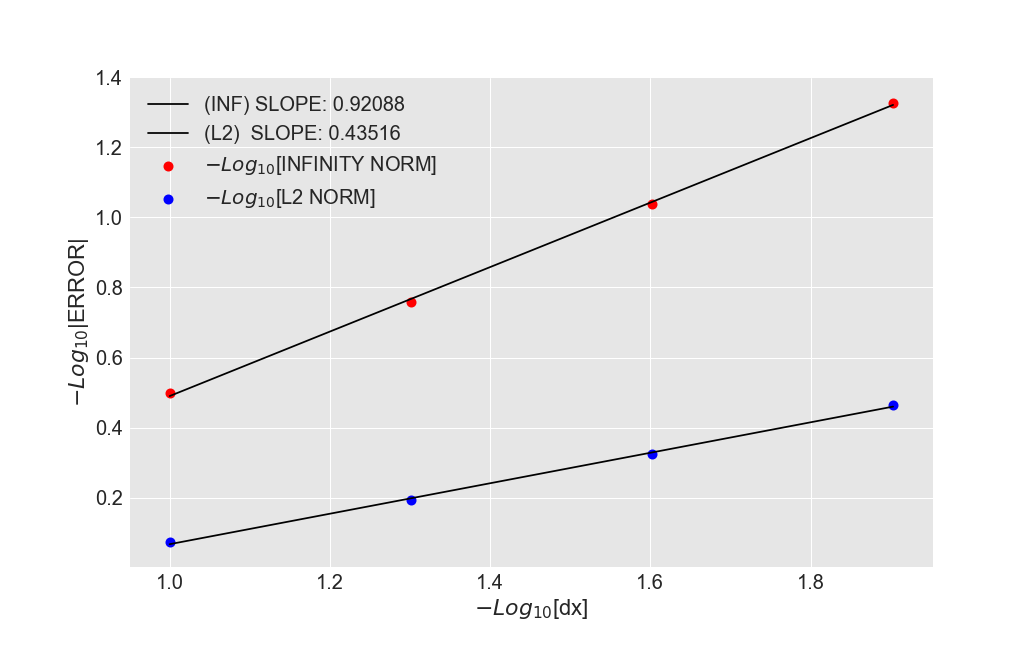 (INF) SLOPE: 0.92088
(L2)  SLOPE: 0.43516
−Log₁₀[INFINITY NORM]
−Log₁₀[L2 NORM]
−Log₁₀|ERROR|
1.4
1.2
1.0
0.8
0.6
0.4
0.2
1.0 1.2 1.4 1.6 1.8
−Log₁₀[dx]